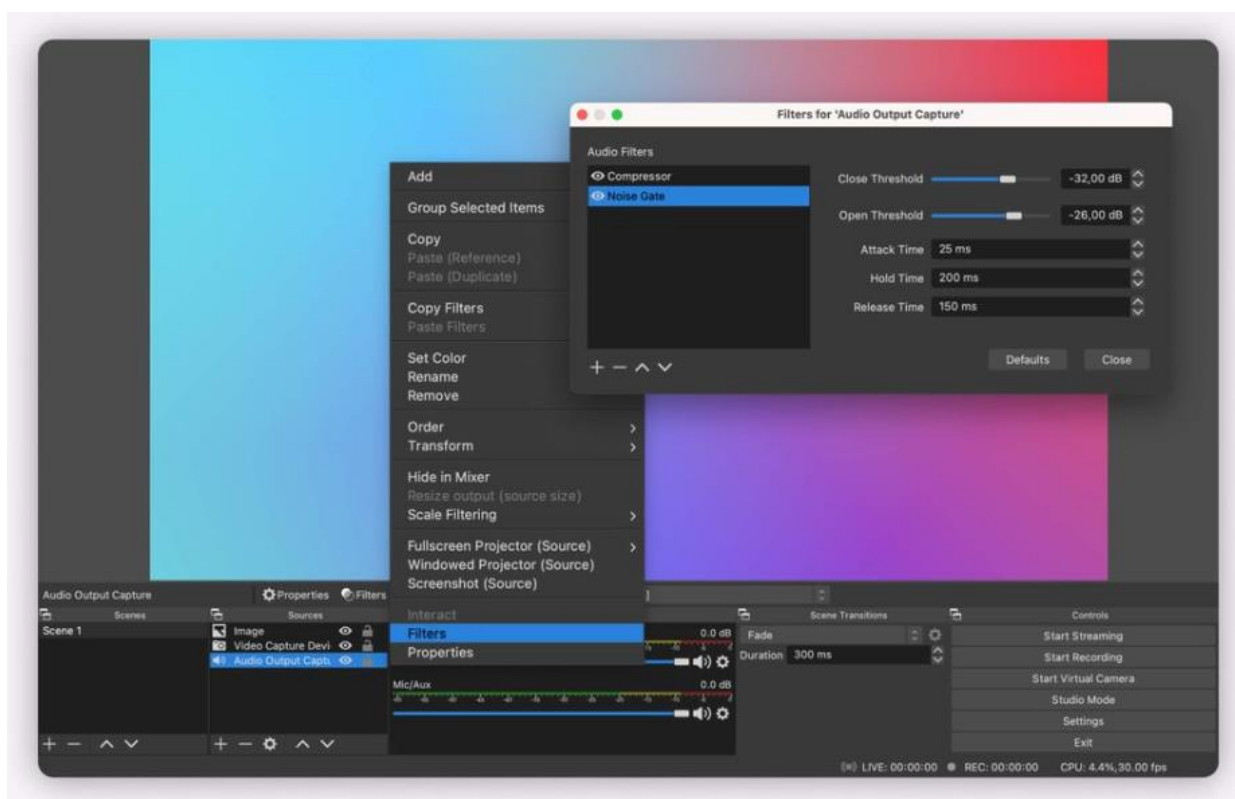 Filters for 'Audio Output Capture'
Audio Filters
Compressor
Noise Gate
Close Threshold -32,00 dB
Open Threshold -26,00 dB
Attack Time 25 ms
Hold Time 200 ms
Release Time 150 ms
Defaults Close
Add
Group Selected Items
Copy
Paste (Reference)
Paste (Duplicate)
Copy Filters
Paste Filters
Set Color
Rename
Remove
Order
Transform
Hide in Mixer
Resize output (source size)
Scale Filtering
Fullscreen Projector (Source)
Windowed Projector (Source)
Screenshot (Source)
Interact
Filters
Properties
Audio Output Capture Properties Filters
Scenes
Scene 1
Sources
Image
Video Capture Devi
Audio Output Captu
0.0 dB
Mic/Aux 0.0 dB
Scene Transitions
Fade
Duration 300 ms
Controls
Start Streaming
Start Recording
Start Virtual Camera
Studio Mode
Settings
Exit
LIVE: 00:00:00 REC: 00:00:00 CPU: 4.4%,30.00 fps